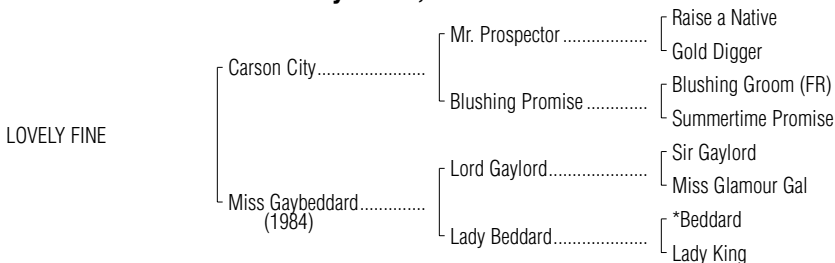 Mr. Prospector
Raise a Native
Gold Digger
Carson City
Blushing Promise
Blushing Groom (FR)
Summertime Promise
LOVELY FINE
Lord Gaylord
Sir Gaylord
Miss Glamour Gal
Miss Gaybeddard
(1984)
Lady Beddard
*Beddard
Lady King